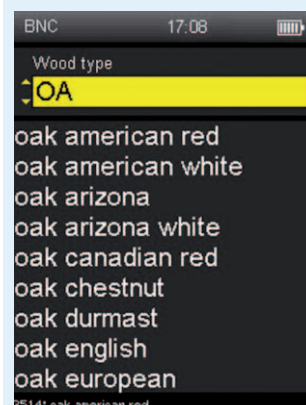 BNC 17:08
Wood type
OA
oak american red
oak american white
oak arizona
oak arizona white
oak canadian red
oak chestnut
oak durmast
oak english
oak european
oak american red